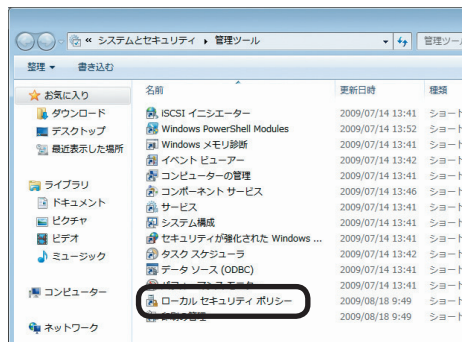 « システムとセキュリティ ▸ 管理ツール 管理ツー
整理 ▼ 書き込む
名前 更新日時 種類
お気に入り
ダウンロード
デスクトップ
最近表示した場所
ライブラリ
ドキュメント
ピクチャ
ビデオ
ミュージック
コンピューター
ネットワーク
iSCSI イニシエーター 2009/07/14 13:41 ショート
Windows PowerShell Modules 2009/07/14 13:52 ショート
Windows メモリ診断 2009/07/14 13:41 ショート
イベント ビューアー 2009/07/14 13:42 ショート
コンピューターの管理 2009/07/14 13:41 ショート
コンポーネント サービス 2009/07/14 13:46 ショート
サービス 2009/07/14 13:41 ショート
システム構成 2009/07/14 13:41 ショート
セキュリティが強化された Windows ... 2009/07/14 13:41 ショート
タスク スケジューラ 2009/07/14 13:42 ショート
データ ソース (ODBC) 2009/07/14 13:41 ショート
パフォーマンス モニター 2009/07/14 13:41 ショート
ローカル セキュリティ ポリシー 2009/08/18 9:49 ショート
印刷の管理 2009/08/18 9:49 ショート